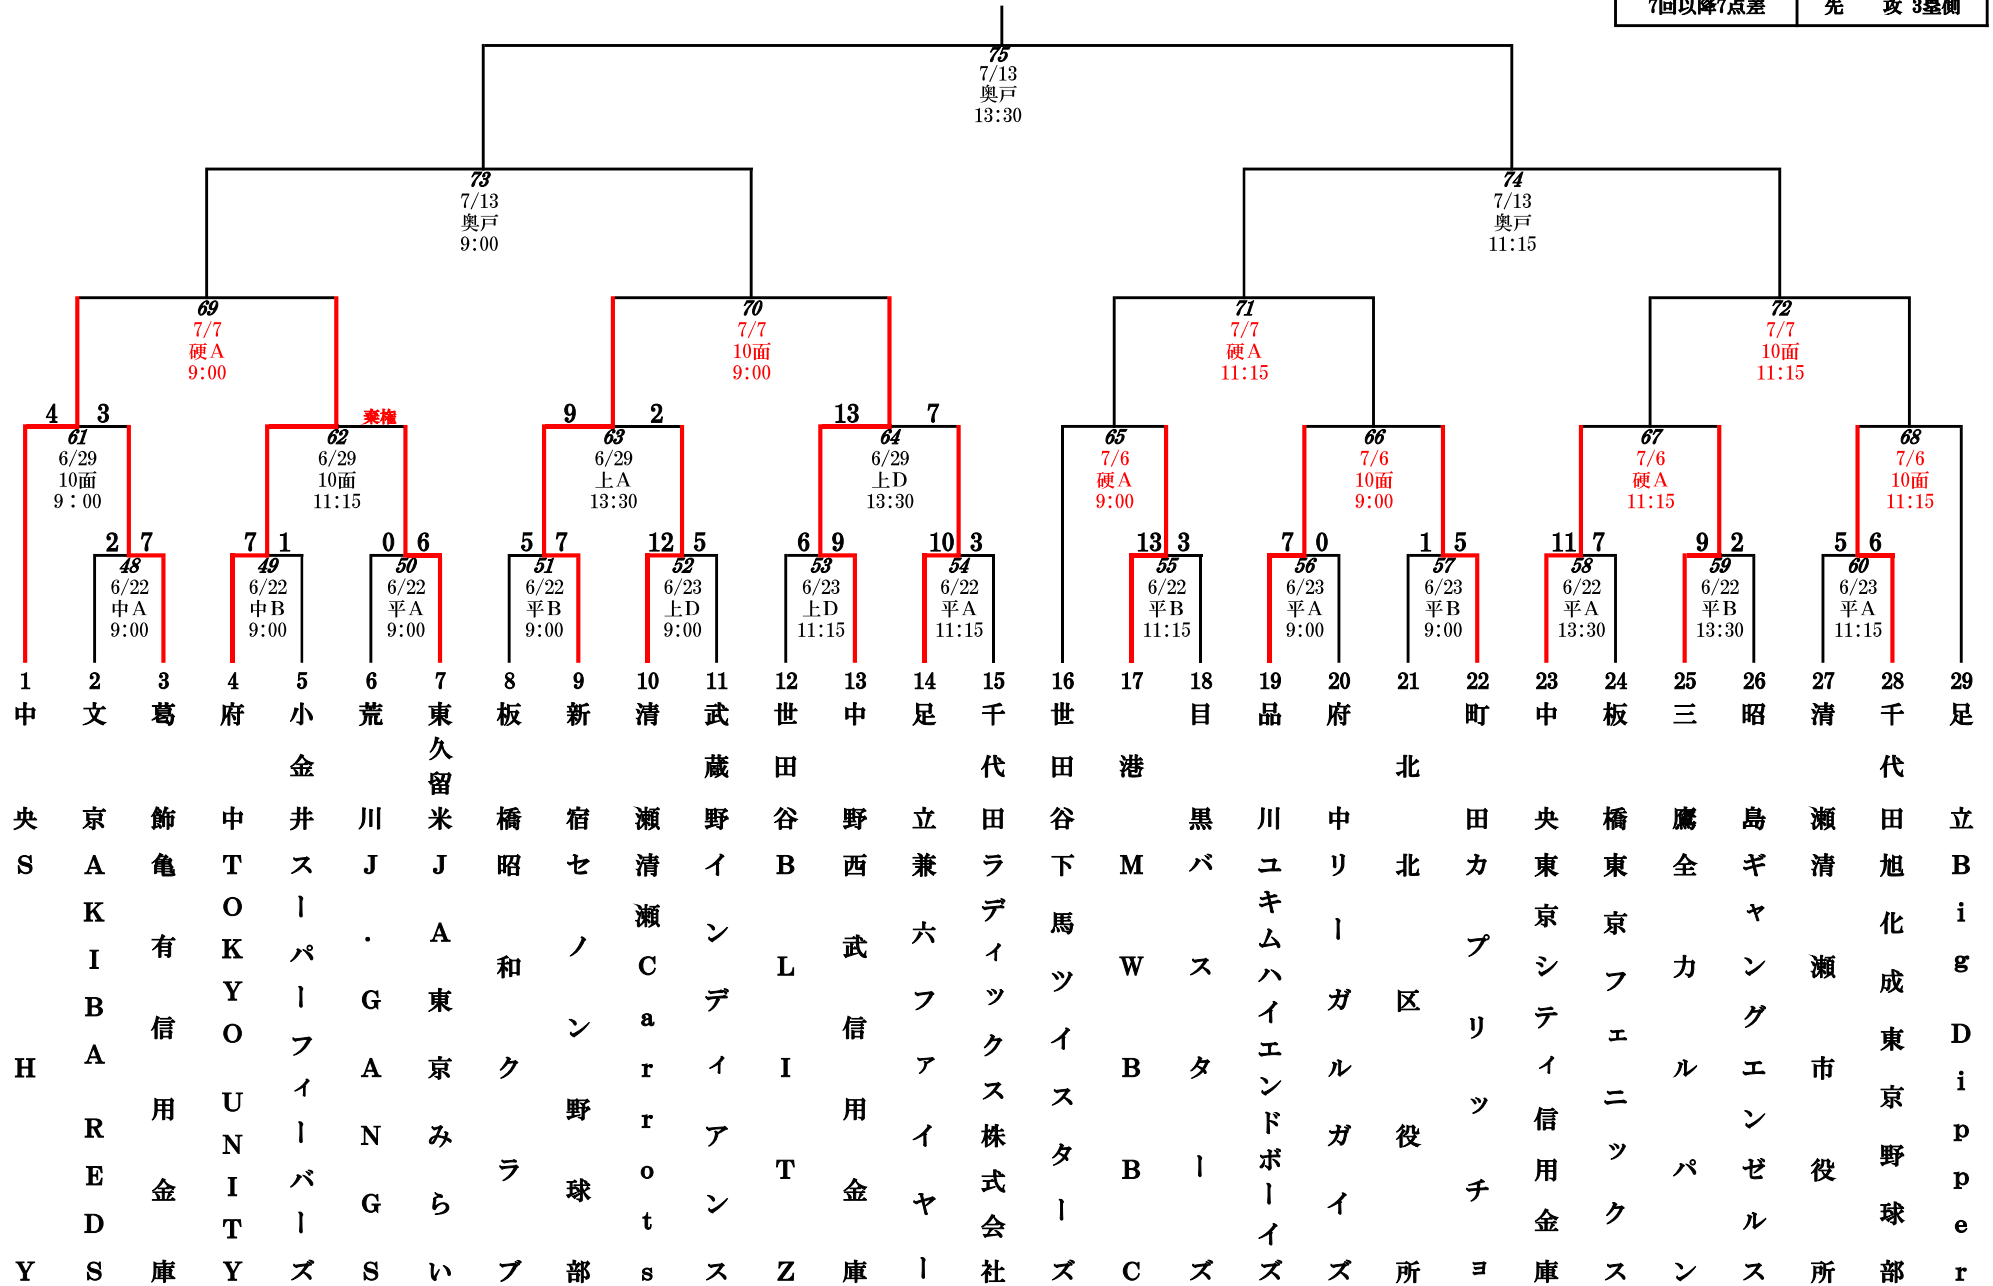 7回以降7点差 先 攻 3塁側
75
7/13
奥戸
13:30
73 74
7/13 7/13
奥戸 奥戸
9:00 11:15
69 70 71 72
7/7 7/7 7/7 7/7
硬A 10面 硬A 10面
9:00 9:00 11:15 11:15
4 3 棄権 9 2 13 7
61 62 63 64 65 66 67 68
6/29 6/29 6/29 6/29 7/6 7/6 7/6 7/6
10面 10面 上A 上D 硬A 10面 硬A 10面
9：00 11:15 13:30 13:30 9:00 9:00 11:15 11:15
2 7 7 1 0 6 5 7 12 5 6 9 10 3 13 3 7 0 1 5 11 7 9 2 5 6
48 49 50 51 52 53 54 55 56 57 58 59 60
6/22 6/22 6/22 6/22 6/23 6/23 6/22 6/22 6/23 6/23 6/22 6/22 6/23
中A 中B 平A 平B 上D 上D 平A 平B 平A 平B 平A 平B 平A
9:00 9:00 9:00 9:00 9:00 11:15 11:15 11:15 9:00 9:00 13:30 13:30 11:15
1 中央 SHY
2 文京 AKIBA REDS
3 葛飾 亀有信用金庫
4 府中 TOKYO UNITY
5 小金井 スーパーフィーバーズ
6 荒川 J.GANGS
7 東久留米 JA東京みらい
8 板橋 昭和クラブ
9 新宿 セノン野球部
10 清瀬 清瀬Carrots
11 武蔵野 インディアンス
12 世田谷 BLITZ
13 中野 西武信用金庫
14 足立 兼六ファイヤー
15 千代田 ラディックス株式会社
16 世田谷 下馬ツイスターズ
17 港 MWBBC
18 目黒 バスターズ
19 品川 ユキムハイエンドボーイズ
20 府中 リーガルガイズ
21 北 北区役所
22 町田 カプリッチョ
23 中央 東京シティ信用金庫
24 板橋 東京フェニックス
25 三鷹 全力ルパン
26 昭島 ギャングエンゼルス
27 清瀬 清瀬市役所
28 千代田 旭化成東京野球部
29 足立 Big Dipper